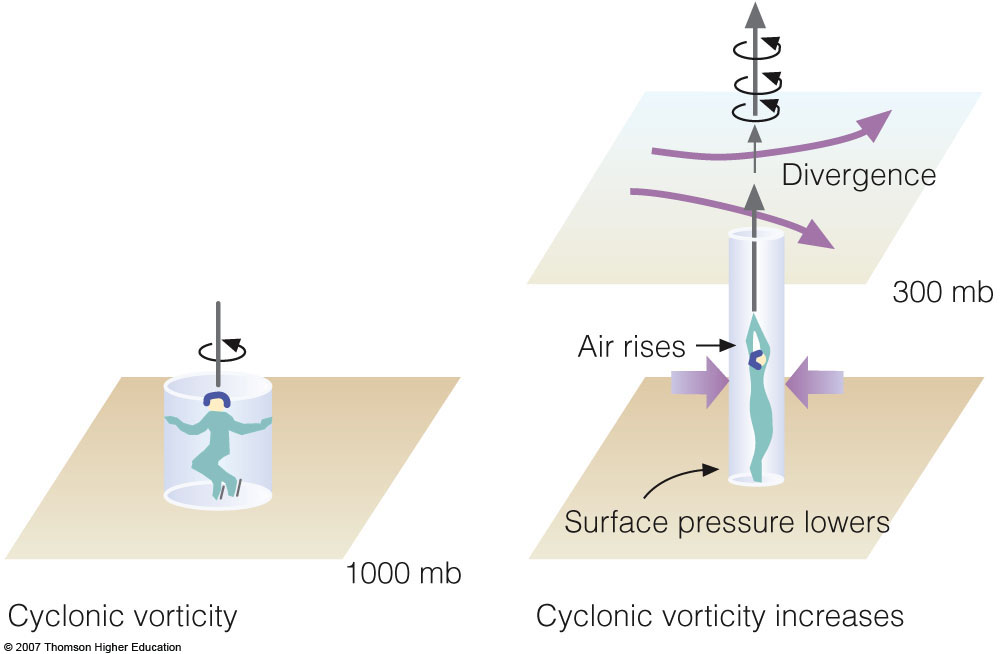 Divergence
300 mb
Air rises
Surface pressure lowers
1000 mb
Cyclonic vorticity
Cyclonic vorticity increases
© 2007 Thomson Higher Education